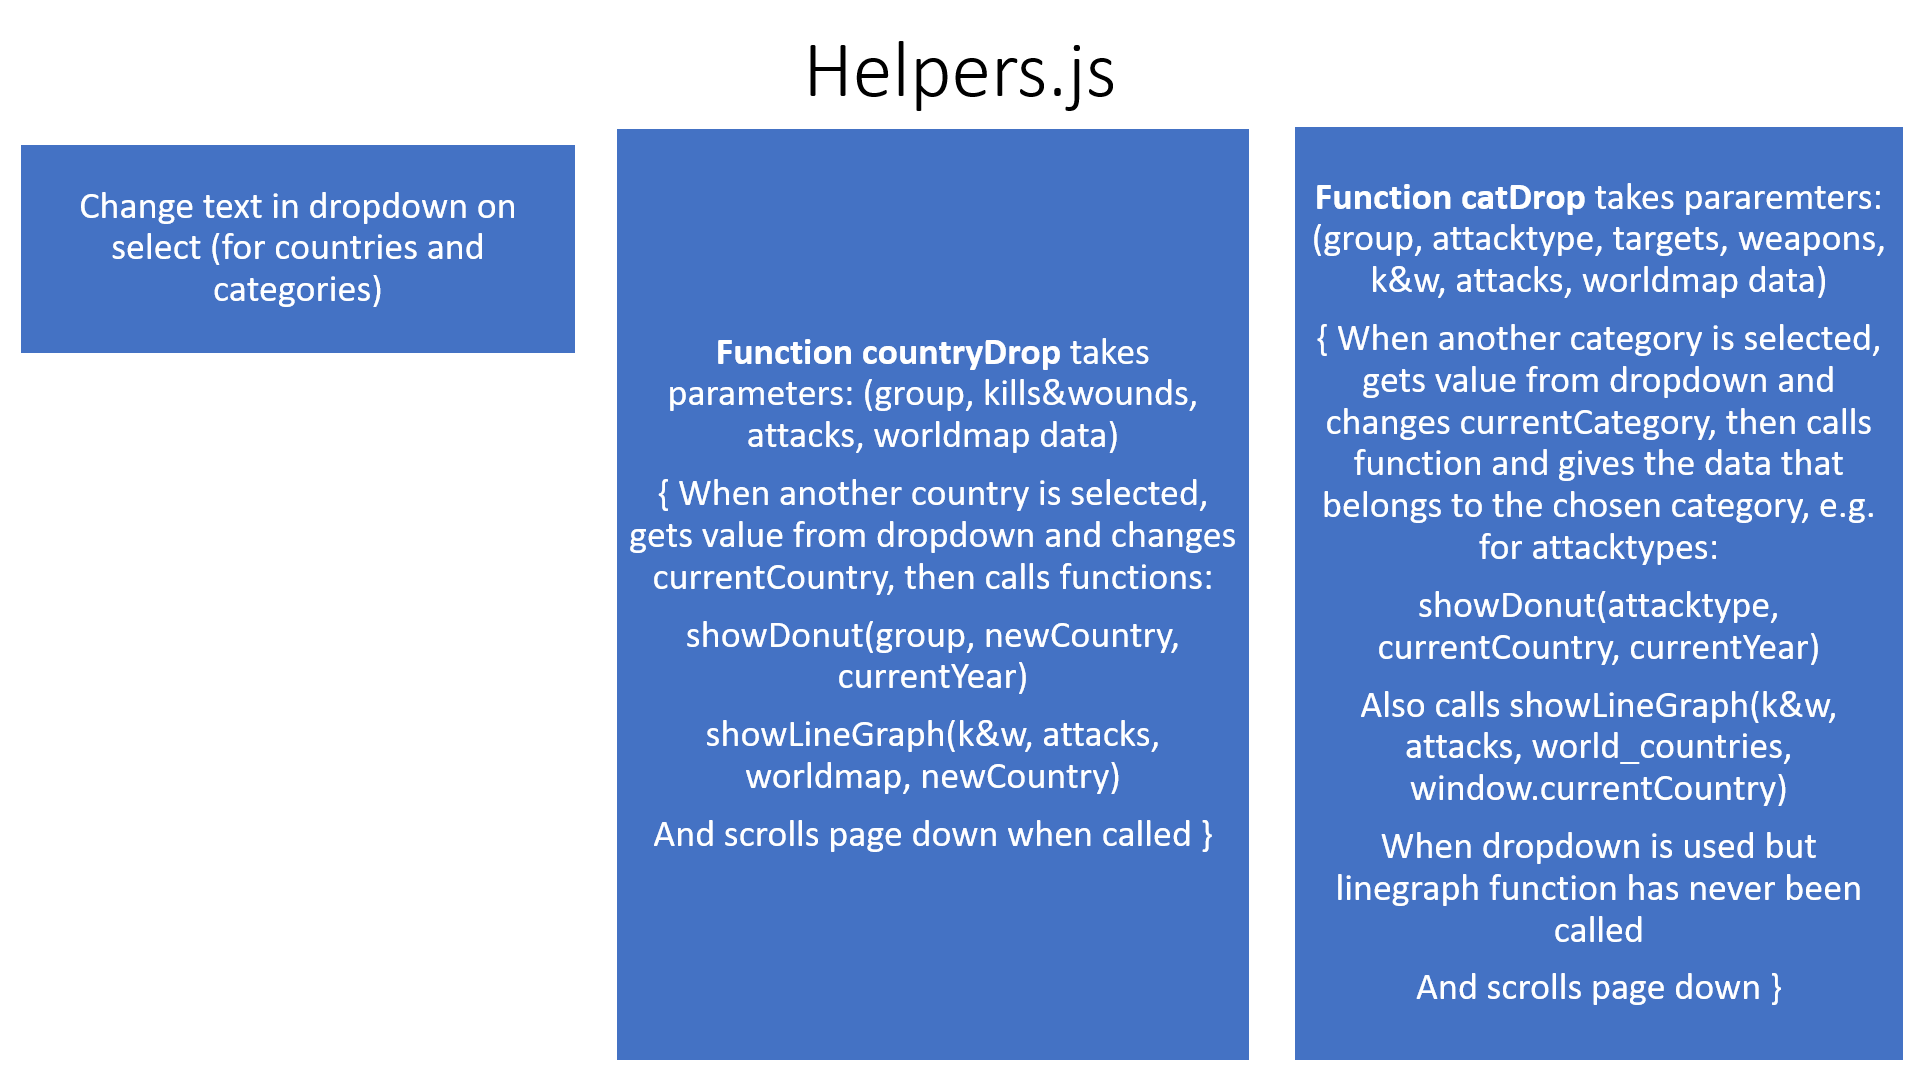 Helpers.js
Change text in dropdown on
select (for countries and
categories)
Function countryDrop takes
parameters: (group, kills&wounds,
attacks, worldmap data)
{ When another country is selected,
gets value from dropdown and changes
currentCountry, then calls functions:
showDonut(group, newCountry,
currentYear)
showLineGraph(k&w, attacks,
worldmap, newCountry)
And scrolls page down when called }
Function catDrop takes pararemters:
(group, attacktype, targets, weapons,
k&w, attacks, worldmap data)
{ When another category is selected,
gets value from dropdown and
changes currentCategory, then calls
function and gives the data that
belongs to the chosen category, e.g.
for attacktypes:
showDonut(attacktype,
currentCountry, currentYear)
Also calls showLineGraph(k&w,
attacks, world_countries,
window.currentCountry)
When dropdown is used but
linegraph function has never been
called
And scrolls page down }